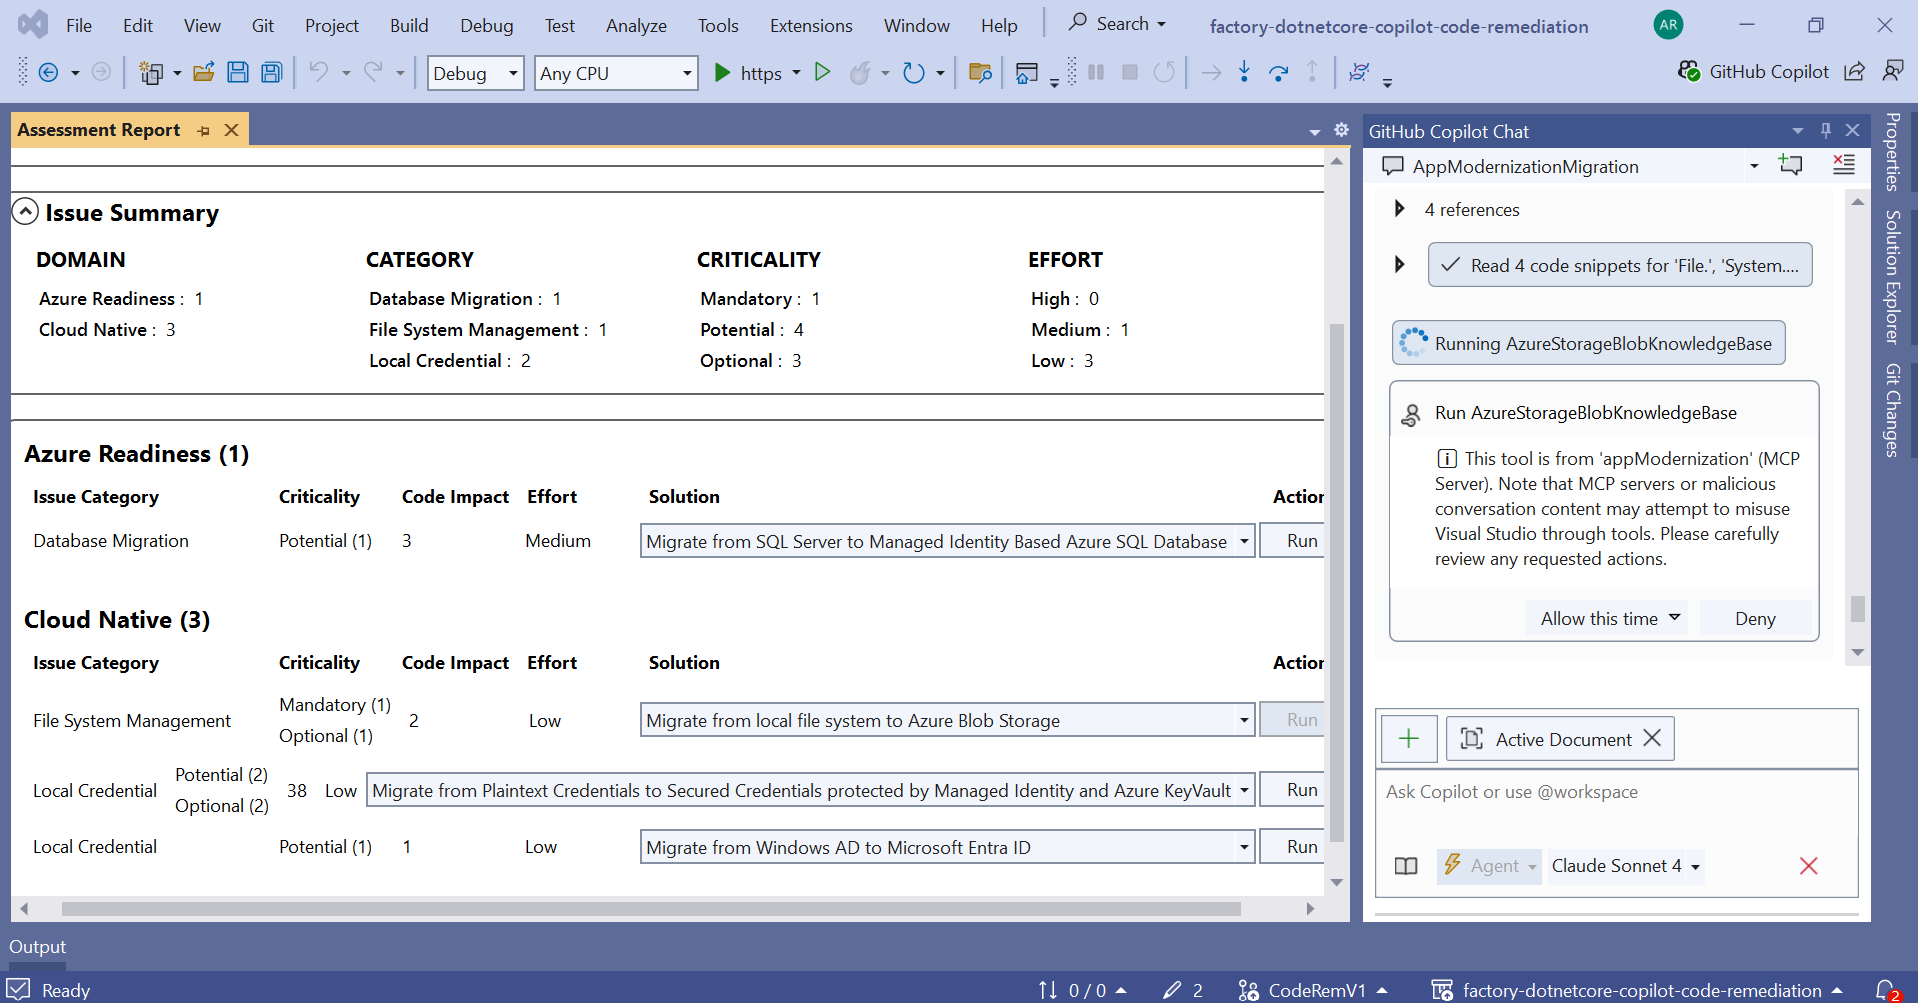 File Edit View Git Project Build Debug Test Analyze Tools Extensions Window Help Search factory-dotnetcore-copilot-code-remediation AR
Debug Any CPU https GitHub Copilot
Assessment Report
Issue Summary
DOMAIN CATEGORY CRITICALITY EFFORT
Azure Readiness : 1 Database Migration : 1 Mandatory : 1 High : 0
Cloud Native : 3 File System Management : 1 Potential : 4 Medium : 1
Local Credential : 2 Optional : 3 Low : 3
Azure Readiness (1)
Issue Category Criticality Code Impact Effort Solution Action
Database Migration Potential (1) 3 Medium Migrate from SQL Server to Managed Identity Based Azure SQL Database Run
Cloud Native (3)
Issue Category Criticality Code Impact Effort Solution Action
File System Management Mandatory (1) 2 Low Migrate from local file system to Azure Blob Storage Run
Optional (1)
Local Credential Potential (2) 38 Low Migrate from Plaintext Credentials to Secured Credentials protected by Managed Identity and Azure KeyVault Run
Optional (2)
Local Credential Potential (1) 1 Low Migrate from Windows AD to Microsoft Entra ID Run
GitHub Copilot Chat
AppModernizationMigration
4 references
Read 4 code snippets for 'File.', 'System....
Running AzureStorageBlobKnowledgeBase
Run AzureStorageBlobKnowledgeBase
This tool is from 'appModernization' (MCP
Server). Note that MCP servers or malicious
conversation content may attempt to misuse
Visual Studio through tools. Please carefully
review any requested actions.
Allow this time Deny
Active Document
Ask Copilot or use @workspace
Agent Claude Sonnet 4
Properties
Solution Explorer
Git Changes
Output
Ready 0 / 0 2 CodeRemV1 factory-dotnetcore-copilot-code-remediation 2